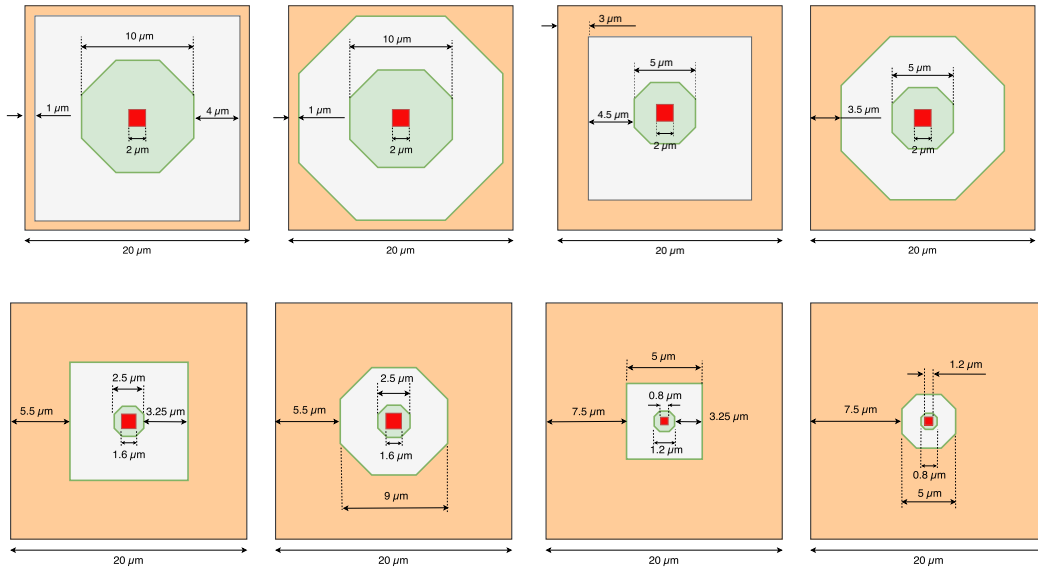 10 µm
1 µm
4 µm
2 µm
20 µm
10 µm
1 µm
2 µm
20 µm
3 µm
5 µm
4.5 µm
2 µm
20 µm
5 µm
3.5 µm
2 µm
20 µm
2.5 µm
5.5 µm
3.25 µm
1.6 µm
20 µm
2.5 µm
5.5 µm
1.6 µm
9 µm
20 µm
5 µm
0.8 µm
7.5 µm
3.25 µm
1.2 µm
20 µm
1.2 µm
7.5 µm
0.8 µm
5 µm
20 µm